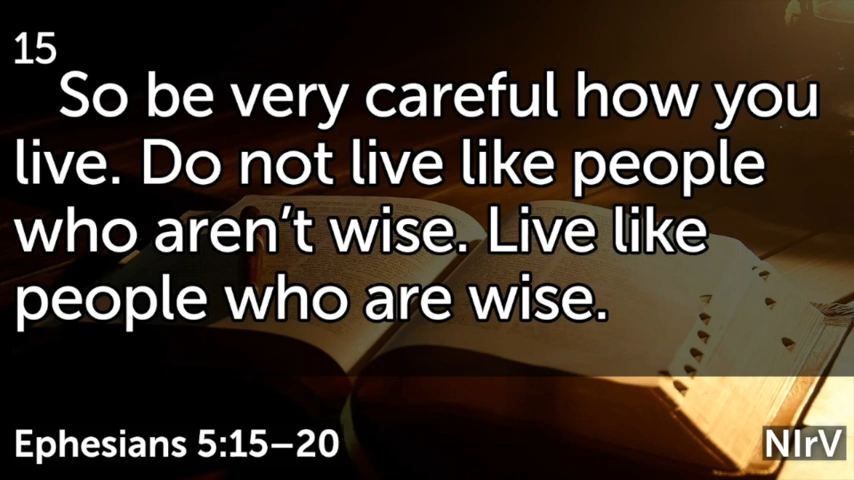 15
So be very careful how you
live. Do not live like people
who aren’t wise. Live like
people who are wise.
Ephesians 5:15–20
NIrV